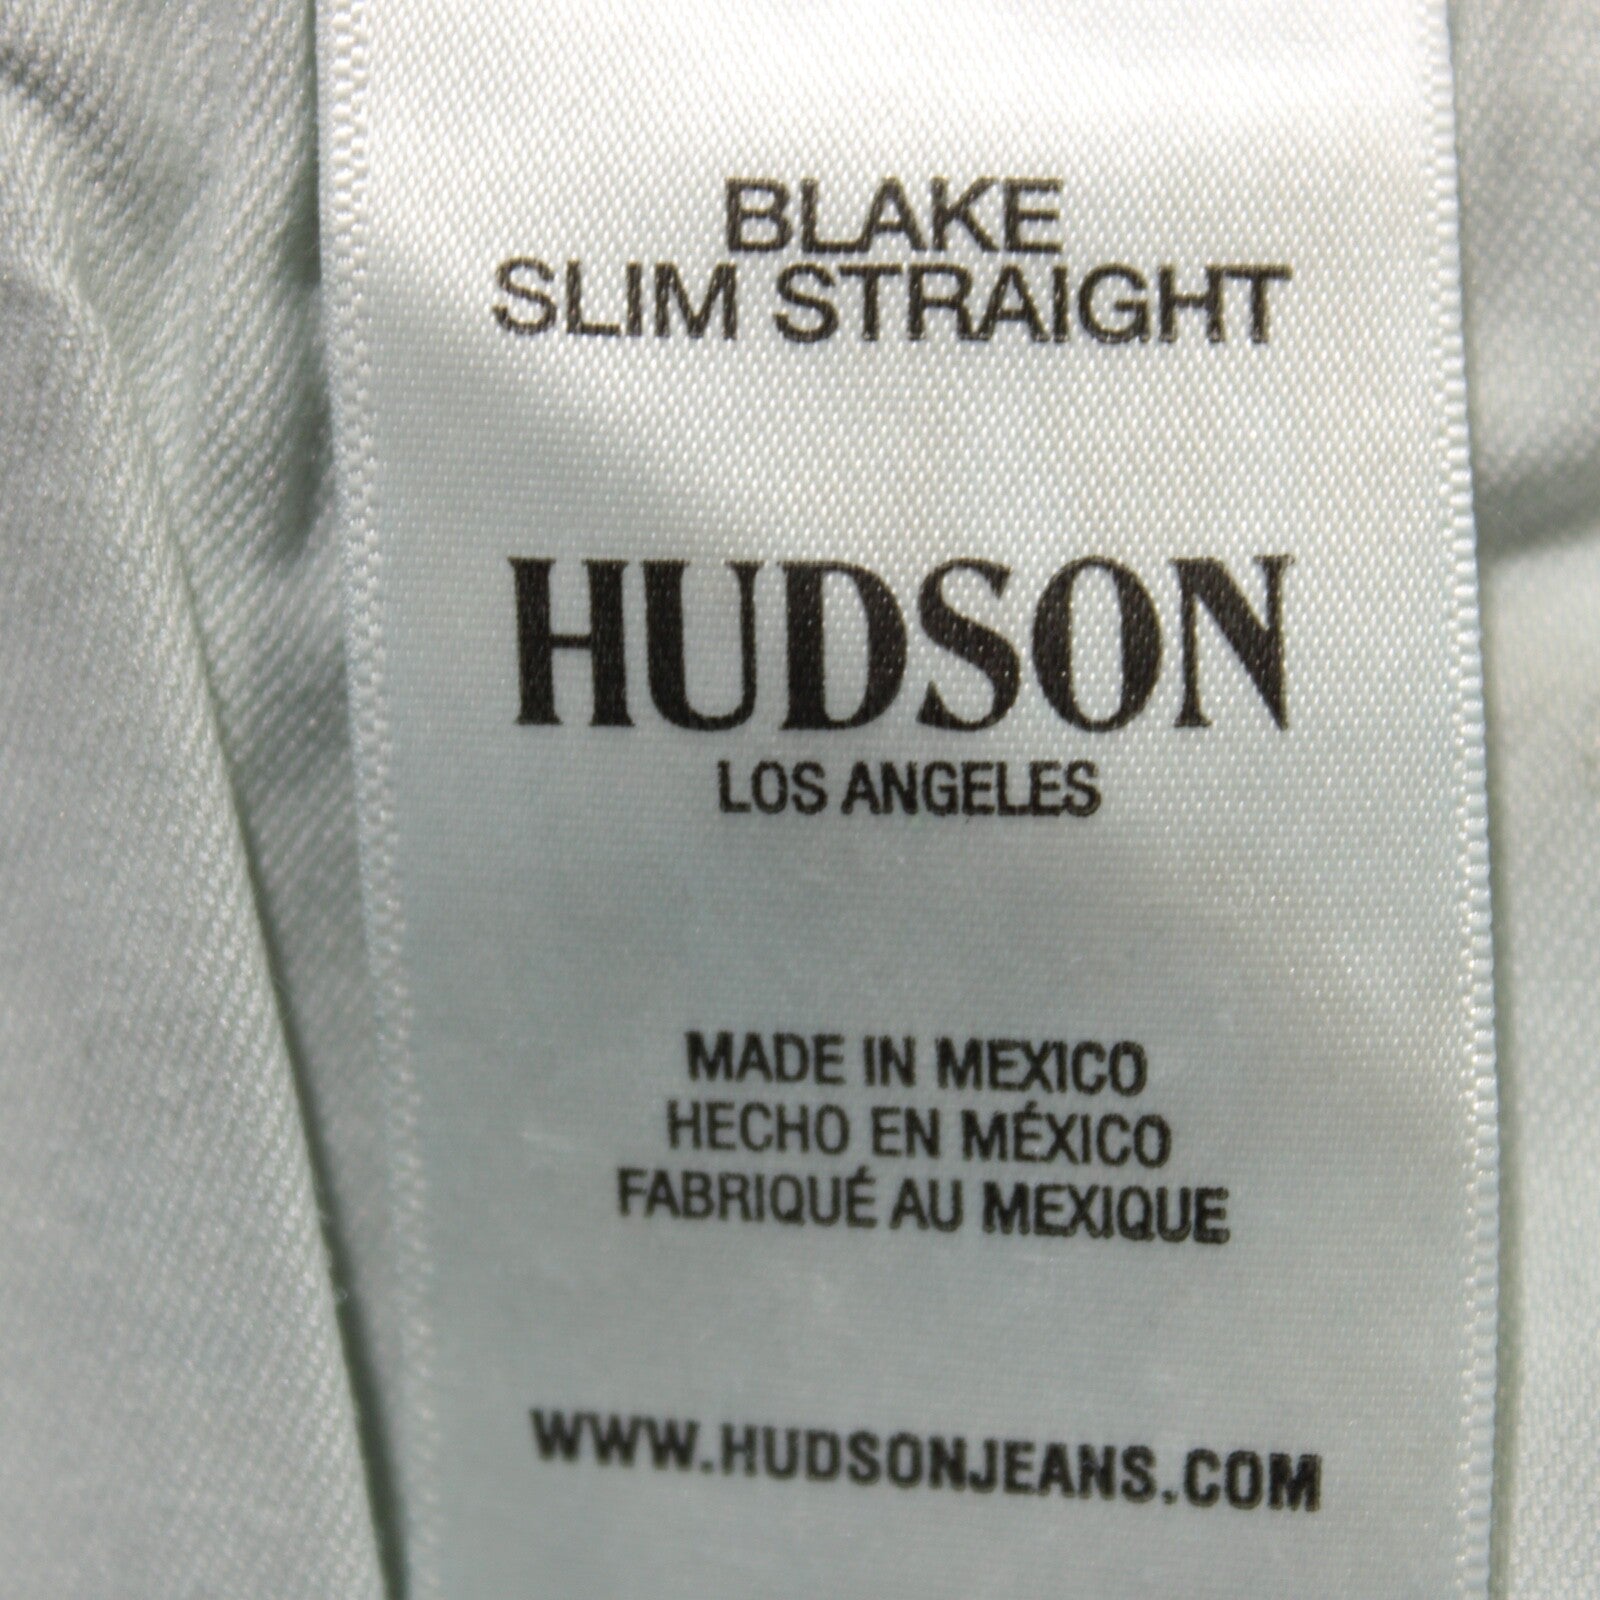 BLAKE
SLIM STRAIGHT
HUDSON
LOS ANGELES
MADE IN MEXICO
HECHO EN MÉXICO
FABRIQUÉ AU MEXIQUE
WWW.HUDSONJEANS.COM